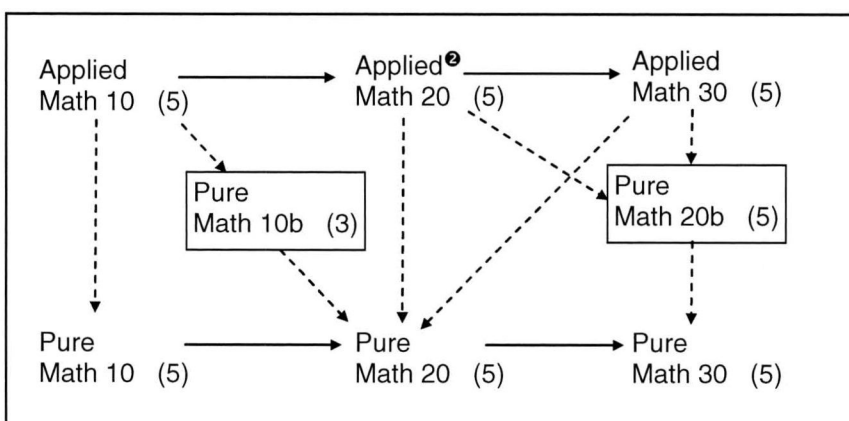 Applied
Math 10 (5)
Applied❷
Math 20 (5)
Applied
Math 30 (5)
Pure
Math 10b (3)
Pure
Math 20b (5)
Pure
Math 10 (5)
Pure
Math 20 (5)
Pure
Math 30 (5)